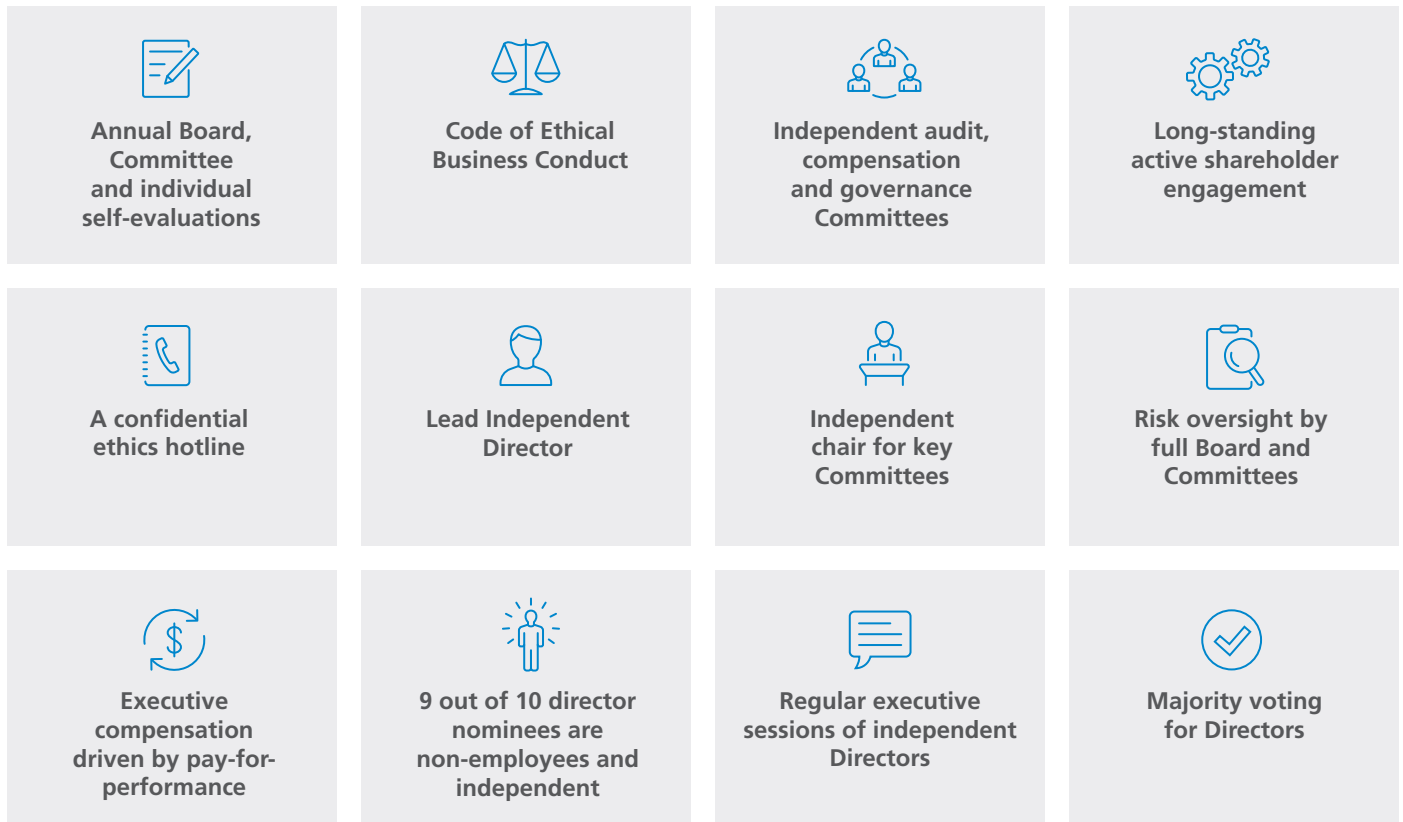 Annual Board,
Committee
and individual
self-evaluations
Code of Ethical
Business Conduct
Independent audit,
compensation
and governance
Committees
Long-standing
active shareholder
engagement
A confidential
ethics hotline
Lead Independent
Director
Independent
chair for key
Committees
Risk oversight by
full Board and
Committees
Executive
compensation
driven by pay-for-
performance
9 out of 10 director
nominees are
non-employees and
independent
Regular executive
sessions of independent
Directors
Majority voting
for Directors